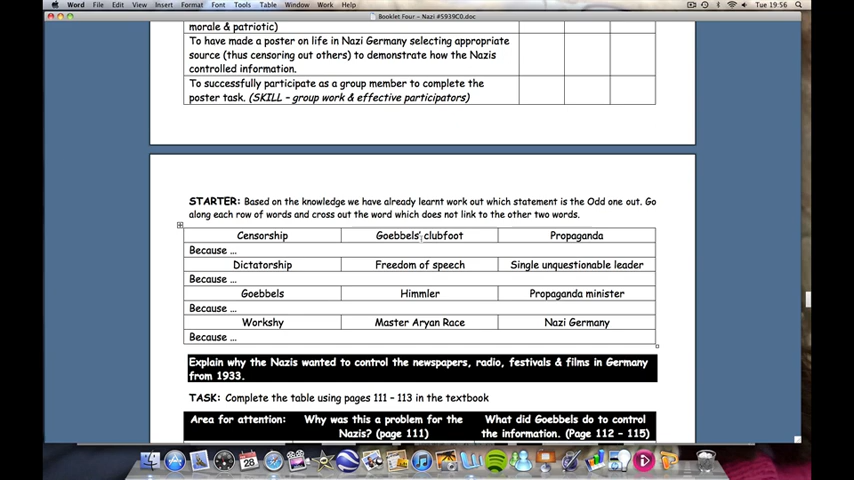 Word File Edit View Insert Format Font Tools Table Window Work Help Tue 19:56
Booklet Four - Nazi #5939C0.doc
morale & patriotic)
To have made a poster on life in Nazi Germany selecting appropriate
source (thus censoring out others) to demonstrate how the Nazis
controlled information.
To successfully participate as a group member to complete the
poster task. (SKILL – group work & effective participators)
STARTER: Based on the knowledge we have already learnt work out which statement is the Odd one out. Go
along each row of words and cross out the word which does not link to the other two words.
Censorship Goebbels' clubfoot Propaganda
Because ...
Dictatorship Freedom of speech Single unquestionable leader
Because ...
Goebbels Himmler Propaganda minister
Because ...
Workshy Master Aryan Race Nazi Germany
Because ...
Explain why the Nazis wanted to control the newspapers, radio, festivals & films in Germany
from 1933.
TASK: Complete the table using pages 111 – 113 in the textbook
Area for attention: Why was this a problem for the What did Goebbels do to control
Nazis? (page 111) the information. (Page 112 – 115)
28